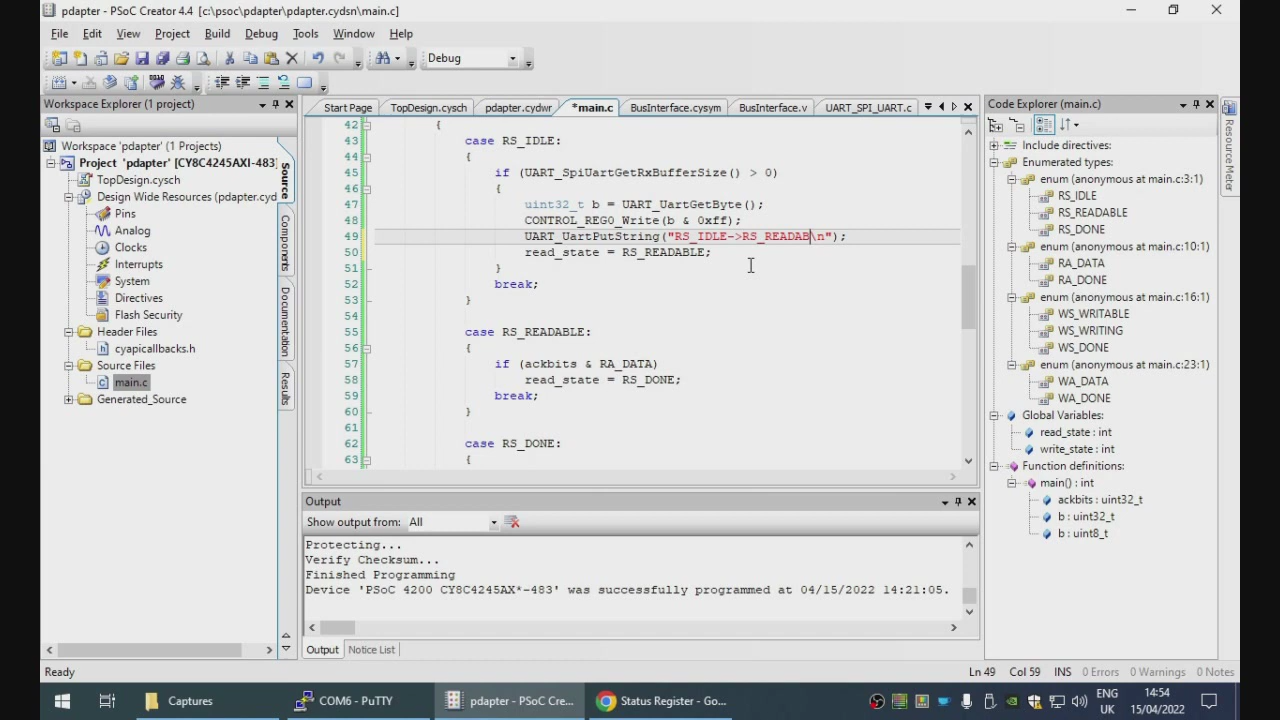 pdapter - PSoC Creator 4.4 [c:\psoc\pdapter\pdapter.cydsn\main.c]
File Edit View Project Build Debug Tools Window Help
Debug
Workspace Explorer (1 project)
Workspace 'pdapter' (1 Projects)
Project 'pdapter' [CY8C4245AXI-483]
TopDesign.cysch
Design Wide Resources (pdapter.cyd
Pins
Analog
Clocks
Interrupts
System
Directives
Flash Security
Header Files
cyapicallbacks.h
Source Files
main.c
Generated_Source
Source
Components
Documentation
Results
Start Page TopDesign.cysch pdapter.cydwr *main.c BusInterface.cysym BusInterface.v UART_SPI_UART.c
42 {
43 case RS_IDLE:
44 {
45 if (UART_SpiUartGetRxBufferSize() > 0)
46 {
47 uint32_t b = UART_UartGetByte();
48 CONTROL_REG0_Write(b & 0xff);
49 UART_UartPutString("RS_IDLE->RS_READAB\n");
50 read_state = RS_READABLE;
51 }
52 break;
53 }
54
55 case RS_READABLE:
56 {
57 if (ackbits & RA_DATA)
58 read_state = RS_DONE;
59 break;
60 }
61
62 case RS_DONE:
63 {
Output
Show output from: All
Protecting...
Verify Checksum...
Finished Programming
Device 'PSoC 4200 CY8C4245AX*-483' was successfully programmed at 04/15/2022 14:21:05.
Output Notice List
Code Explorer (main.c)
Include directives:
Enumerated types:
enum (anonymous at main.c:3:1)
RS_IDLE
RS_READABLE
RS_DONE
enum (anonymous at main.c:10:1)
RA_DATA
RA_DONE
enum (anonymous at main.c:16:1)
WS_WRITABLE
WS_WRITING
WS_DONE
enum (anonymous at main.c:23:1)
WA_DATA
WA_DONE
Global Variables:
read_state : int
write_state : int
Function definitions:
main() : int
ackbits : uint32_t
b : uint32_t
b : uint8_t
Resource Meter
Ready
Ln 49 Col 59 INS 0 Errors 0 Warnings 0 Notes
Captures
COM6 - PuTTY
pdapter - PSoC Cre...
Status Register - Go...
ENG
UK
14:54
15/04/2022